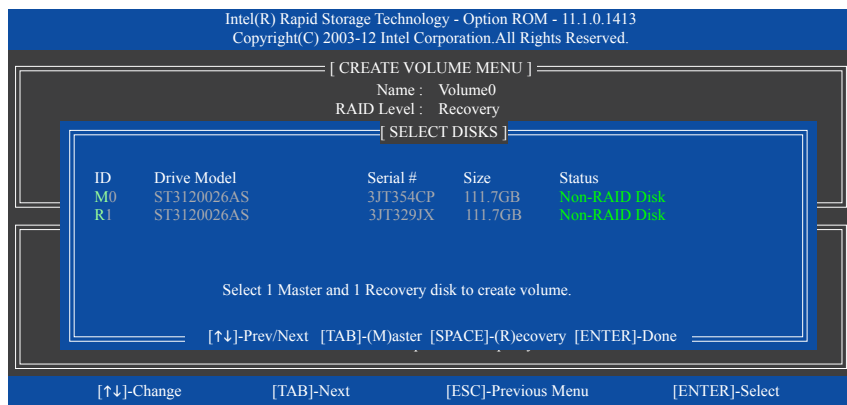 Intel(R) Rapid Storage Technology - Option ROM - 11.1.0.1413
Copyright(C) 2003-12 Intel Corporation.All Rights Reserved.
[ CREATE VOLUME MENU ]
Name : Volume0
RAID Level : Recovery
[ SELECT DISKS ]
ID Drive Model Serial # Size Status
M0 ST3120026AS 3JT354CP 111.7GB Non-RAID Disk
R1 ST3120026AS 3JT329JX 111.7GB Non-RAID Disk
Select 1 Master and 1 Recovery disk to create volume.
[↑↓]-Prev/Next [TAB]-(M)aster [SPACE]-(R)ecovery [ENTER]-Done
[↑↓]-Change [TAB]-Next [ESC]-Previous Menu [ENTER]-Select